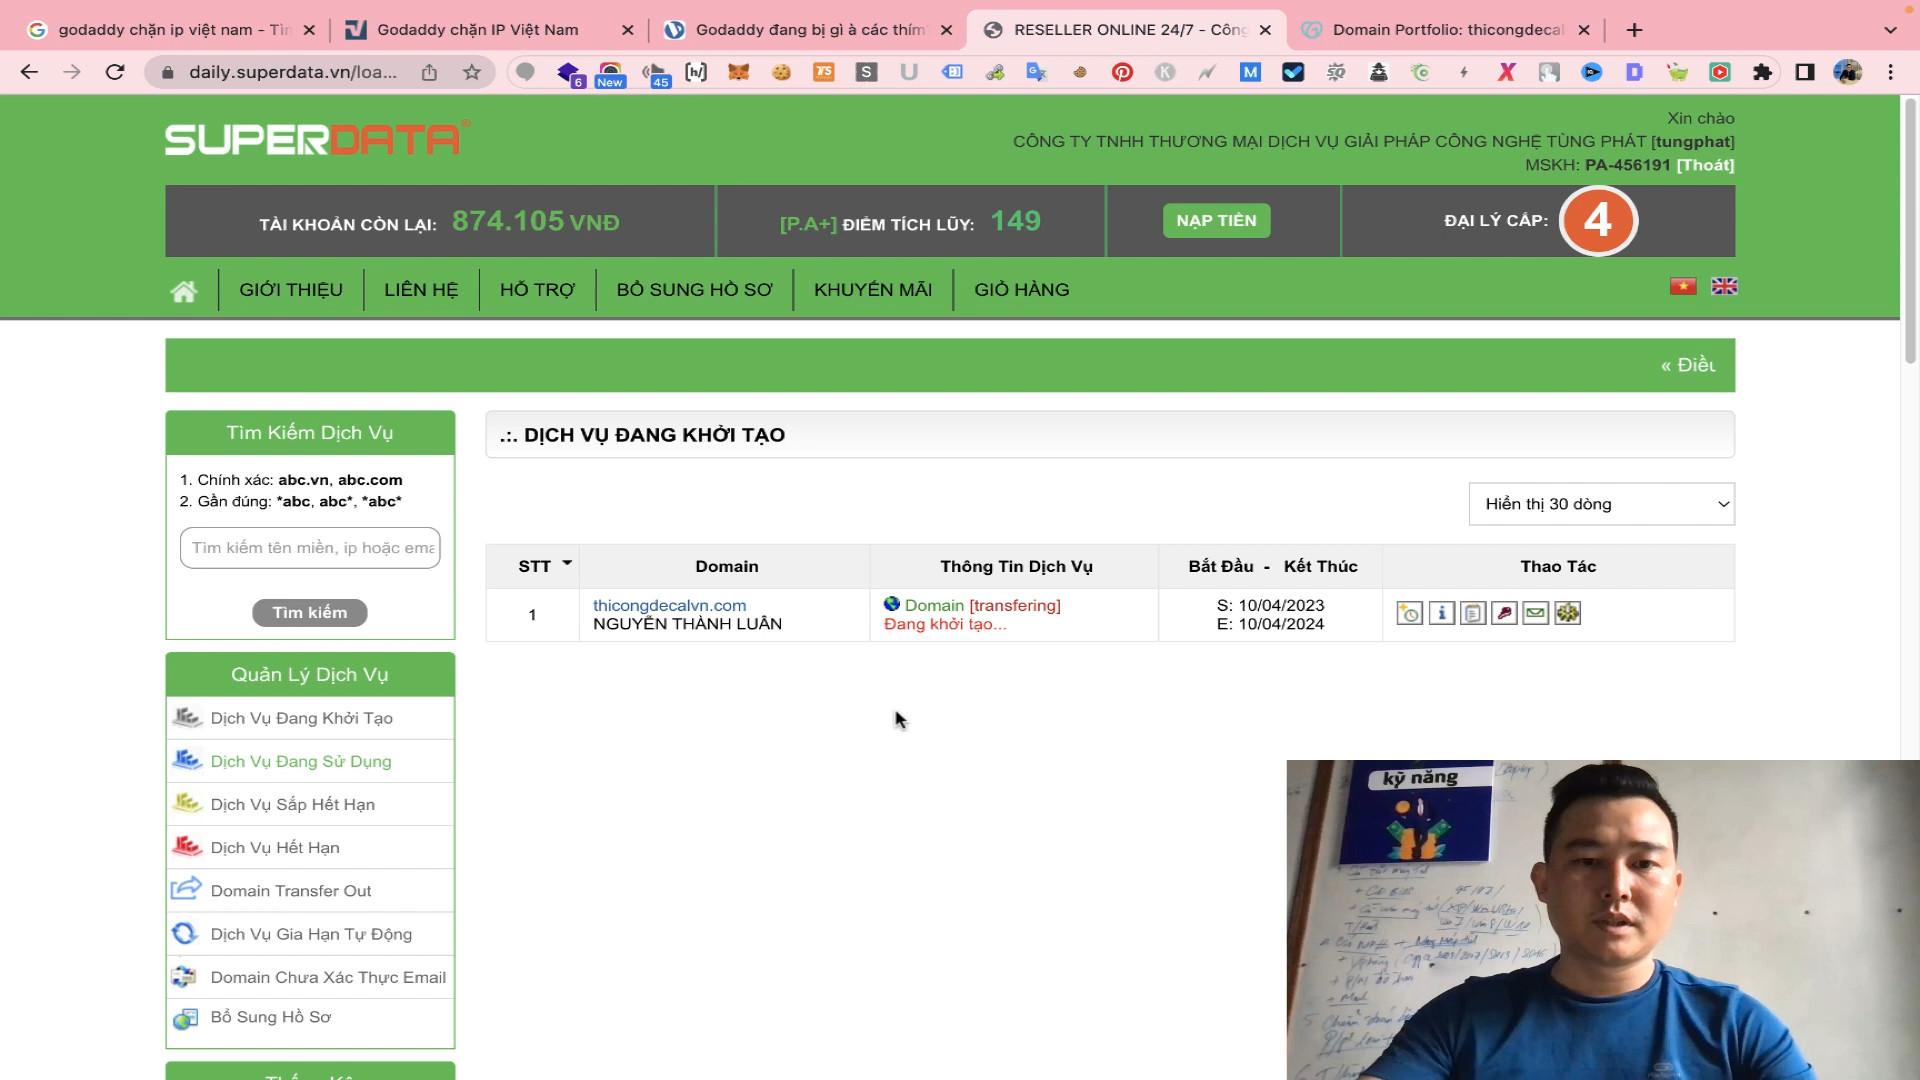 godaddy chặn ip việt nam - Tìn
Godaddy chặn IP Việt Nam
Godaddy đang bị gì à các thím
RESELLER ONLINE 24/7 - Công
Domain Portfolio: thicongdecal
daily.superdata.vn/loa...
6
New
45
SUPERDATA
Xin chào
CÔNG TY TNHH THƯƠNG MẠI DỊCH VỤ GIẢI PHÁP CÔNG NGHỆ TÙNG PHÁT [tungphat]
MSKH: PA-456191 [Thoát]
TÀI KHOẢN CÒN LẠI: 874.105 VNĐ
[P.A+] ĐIỂM TÍCH LŨY: 149
NẠP TIỀN
ĐẠI LÝ CẤP: 4
GIỚI THIỆU
LIÊN HỆ
HỖ TRỢ
BỔ SUNG HỒ SƠ
KHUYẾN MÃI
GIỎ HÀNG
« Điều
Tìm Kiếm Dịch Vụ
1. Chính xác: abc.vn, abc.com
2. Gần đúng: *abc, abc*, *abc*
Tìm kiếm tên miền, ip hoặc ema
Tìm kiếm
.:. DỊCH VỤ ĐANG KHỞI TẠO
Hiển thị 30 dòng
STT Domain Thông Tin Dịch Vụ Bắt Đầu - Kết Thúc Thao Tác
1
thicongdecalvn.com
NGUYỄN THÀNH LUÂN
Domain [transfering]
Đang khởi tạo...
S: 10/04/2023
E: 10/04/2024
Quản Lý Dịch Vụ
Dịch Vụ Đang Khởi Tạo
Dịch Vụ Đang Sử Dụng
Dịch Vụ Sắp Hết Hạn
Dịch Vụ Hết Hạn
Domain Transfer Out
Dịch Vụ Gia Hạn Tự Động
Domain Chưa Xác Thực Email
Bổ Sung Hồ Sơ
kỹ năng